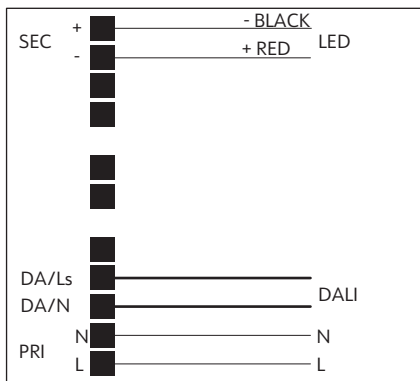 + - BLACK
SEC LED
- + RED
DA/Ls
DALI
DA/N
N N
PRI
L L